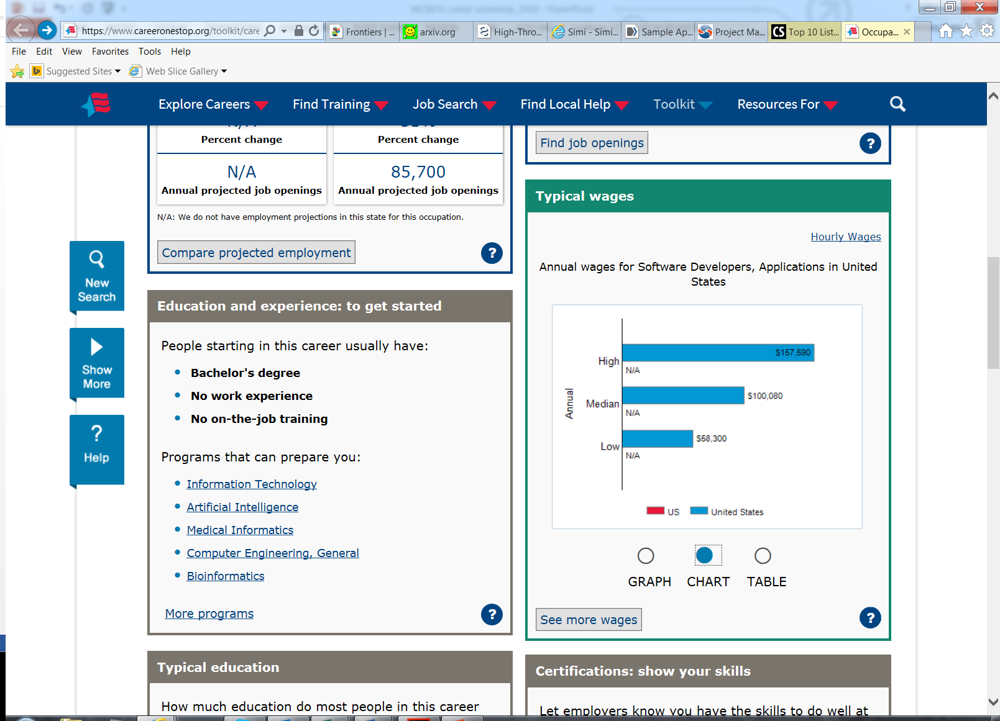 https://www.careeronestop.org/toolkit/care
Frontiers | ...
arxiv.org
High-Thro...
Simi - Simi...
Sample Ap...
Project Ma...
CS Top 10 List...
Occupa...
File Edit View Favorites Tools Help
Suggested Sites
Web Slice Gallery
Explore Careers
Find Training
Job Search
Find Local Help
Toolkit
Resources For
Percent change
Percent change
N/A
85,700
Annual projected job openings
Annual projected job openings
N/A: We do not have employment projections in this state for this occupation.
Compare projected employment
?
Find job openings
?
New
Search
Show
More
?
Help
Education and experience: to get started
People starting in this career usually have:
Bachelor's degree
No work experience
No on-the-job training
Programs that can prepare you:
Information Technology
Artificial Intelligence
Medical Informatics
Computer Engineering, General
Bioinformatics
More programs
?
Typical education
How much education do most people in this career
Typical wages
Hourly Wages
Annual wages for Software Developers, Applications in United
States
Annual
High
$157,590
N/A
Median
$100,080
N/A
Low
$58,300
N/A
US
United States
GRAPH
CHART
TABLE
See more wages
?
Certifications: show your skills
Let employers know you have the skills to do well at